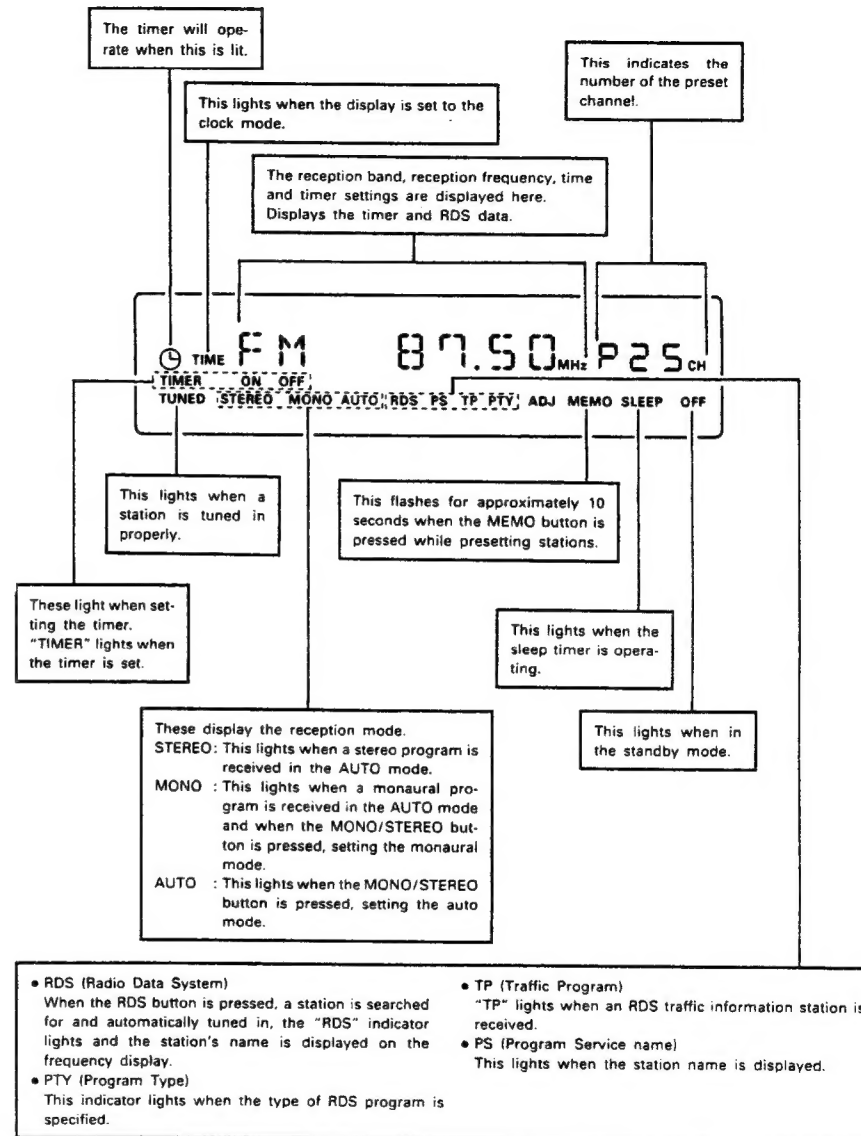 The timer will ope-
rate when this is lit.
This indicates the
number of the preset
channel.
This lights when the display is set to the
clock mode.
The reception band, reception frequency, time
and timer settings are displayed here.
Displays the timer and RDS data.
TIME FM 87.50 MHz P25 CH
TIMER ON OFF
TUNED STEREO MONO AUTO RDS PS TP PTY ADJ MEMO SLEEP OFF
This lights when a
station is tuned in
properly.
This flashes for approximately 10
seconds when the MEMO button is
pressed while presetting stations.
These light when set-
ting the timer.
"TIMER" lights when
the timer is set.
This lights when the
sleep timer is opera-
ting.
This lights when in
the standby mode.
These display the reception mode.
STEREO: This lights when a stereo program is
received in the AUTO mode.
MONO : This lights when a monaural pro-
gram is received in the AUTO mode
and when the MONO/STEREO but-
ton is pressed, setting the monaural
mode.
AUTO : This lights when the MONO/STEREO
button is pressed, setting the auto
mode.
• RDS (Radio Data System)
When the RDS button is pressed, a station is searched
for and automatically tuned in, the "RDS" indicator
lights and the station's name is displayed on the
frequency display.
• PTY (Program Type)
This indicator lights when the type of RDS program is
specified.
• TP (Traffic Program)
"TP" lights when an RDS traffic information station is
received.
• PS (Program Service name)
This lights when the station name is displayed.